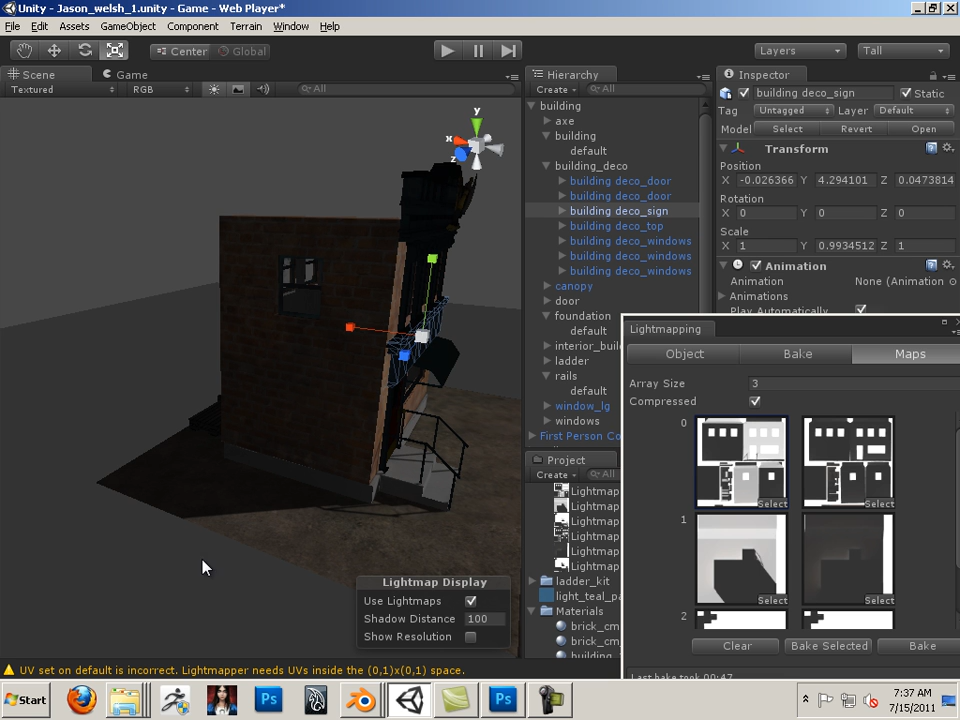 Unity - Jason_welsh_1.unity - Game - Web Player*
File Edit Assets GameObject Component Terrain Window Help
Center Global Layers Tall
Scene Game
Textured RGB All
y
x
z
Lightmap Display
Use Lightmaps
Shadow Distance 100
Show Resolution
Hierarchy
Create All
building
axe
building
default
building_deco
building deco_door
building deco_door
building deco_sign
building deco_top
building deco_windows
building deco_windows
building deco_windows
canopy
door
foundation
default
interior_buil
ladder
rails
default
window_lg
windows
First Person Co
Project
Create All
Lightmap
Lightmap
Lightmap
Lightmap
Lightmap
Lightmap
ladder_kit
light_teal_pa
Materials
brick_cm
brick_cm
building
Inspector
building deco_sign Static
Tag Untagged Layer Default
Model Select Revert Open
Transform
Position
X -0.026366 Y 4.294101 Z 0.0473814
Rotation
X 0 Y 0 Z 0
Scale
X 1 Y 0.9934512 Z 1
Animation
Animation None (Animation
Animations
Play Automatically
Lightmapping
Object Bake Maps
Array Size 3
Compressed
0
Select Select
1
Select Select
2
Clear Bake Selected Bake
Last bake took 00:47
UV set on default is incorrect. Lightmapper needs UVs inside the (0,1)x(0,1) space.
Start Ps Ps
7:37 AM
7/15/2011